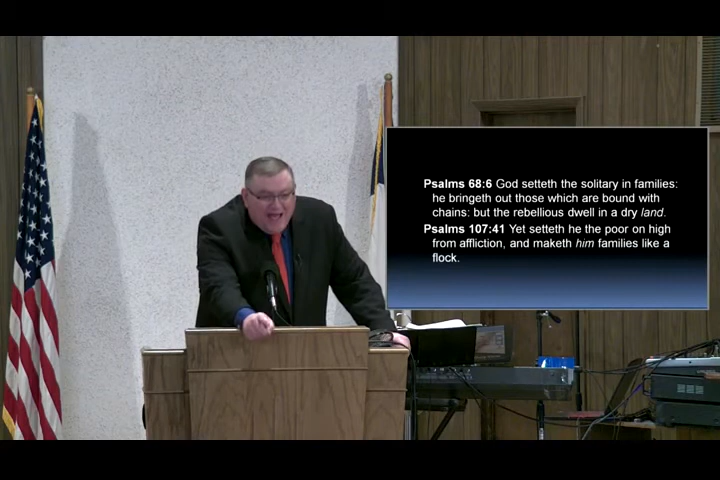 Psalms 68:6 God setteth the solitary in families:
he bringeth out those which are bound with
chains: but the rebellious dwell in a dry land.
Psalms 107:41 Yet setteth he the poor on high
from affliction, and maketh him families like a
flock.